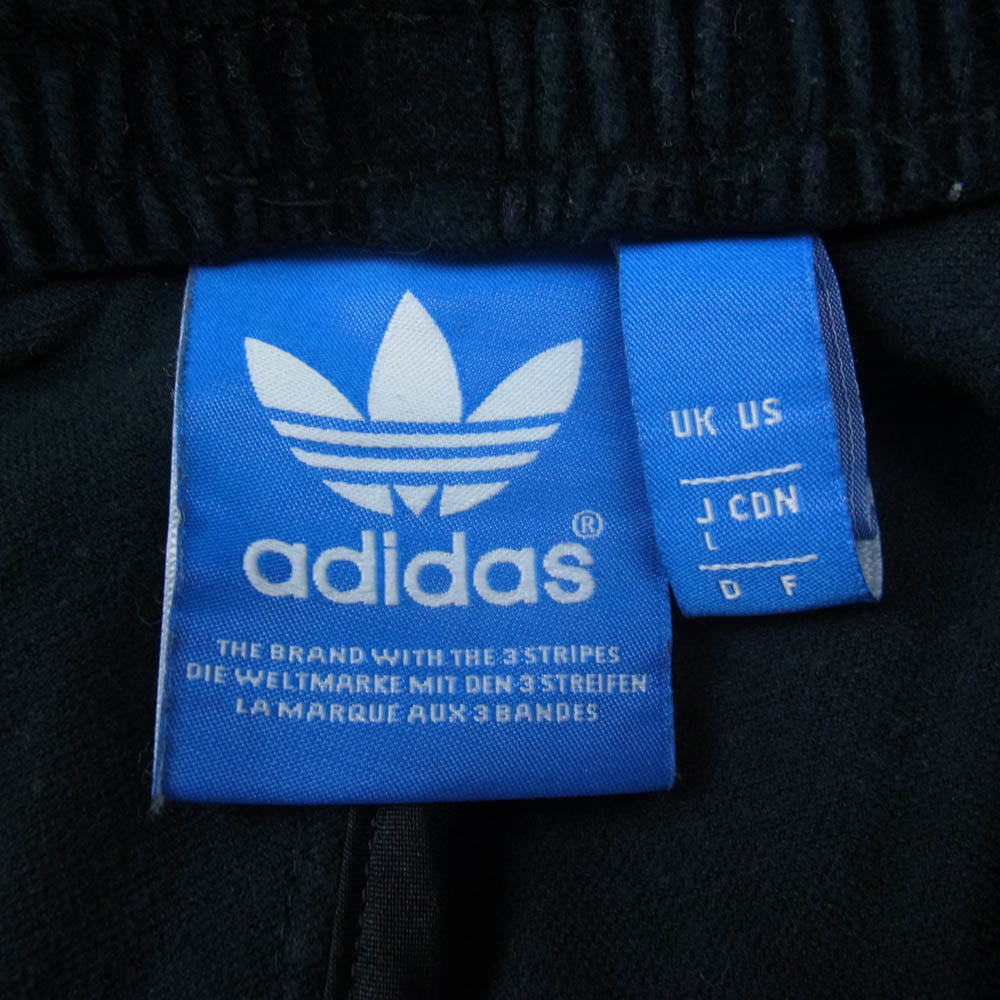 adidas®
THE BRAND WITH THE 3 STRIPES
DIE WELTMARKE MIT DEN 3 STREIFEN
LA MARQUE AUX 3 BANDES
UK US
J CDN
L
D F